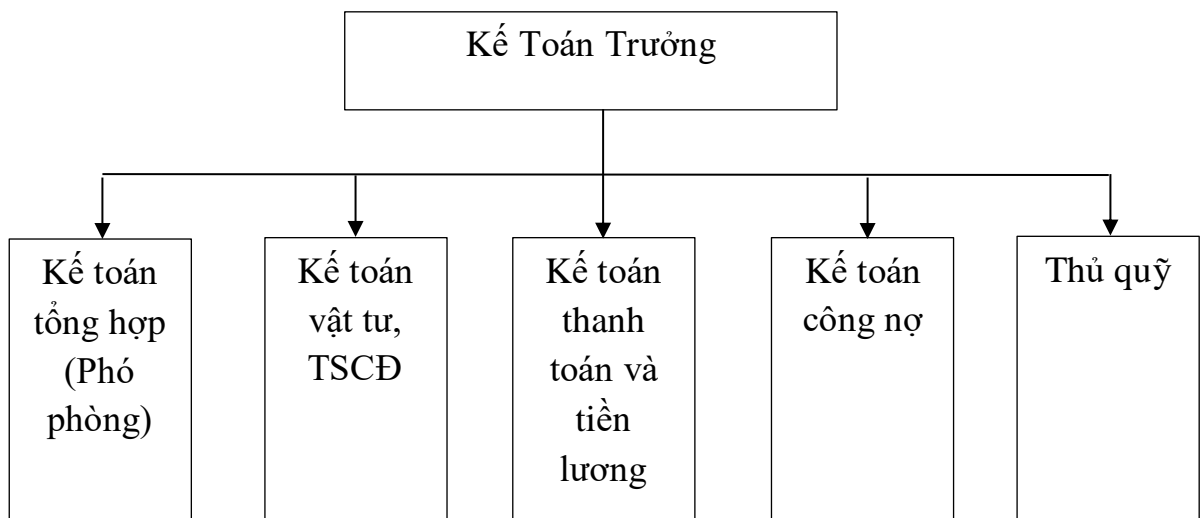 Kế Toán Trưởng
Kế toán
tổng hợp
(Phó
phòng)
Kế toán
vật tư,
TSCĐ
Kế toán
thanh
toán và
tiền
lương
Kế toán
công nợ
Thủ quỹ